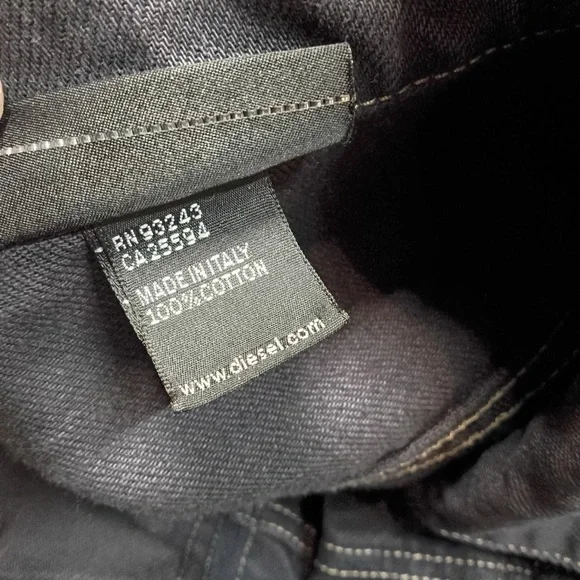 RN93243
CA25594
MADE IN ITALY
100% COTTON
www.diesel.com